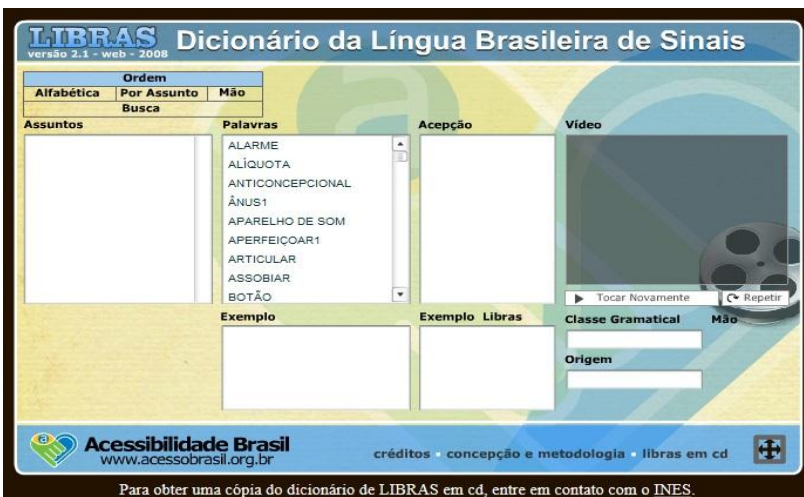 LIBRAS Dicionário da Língua Brasileira de Sinais
versão 2.1 - web - 2008
Ordem
Alfabética Por Assunto Mão
Busca
Assuntos Palavras Acepção Vídeo
ALARME
ALÍQUOTA
ANTICONCEPCIONAL
ÂNUS1
APARELHO DE SOM
APERFEIÇOAR1
ARTICULAR
ASSOBIAR
BOTÃO
Tocar Novamente Repetir
Exemplo Exemplo Libras Classe Gramatical Mão
Origem
a
Acessibilidade Brasil
www.acessobrasil.org.br
créditos - concepção e metodologia - libras em cd
Para obter uma cópia do dicionário de LIBRAS em cd, entre em contato com o INES.